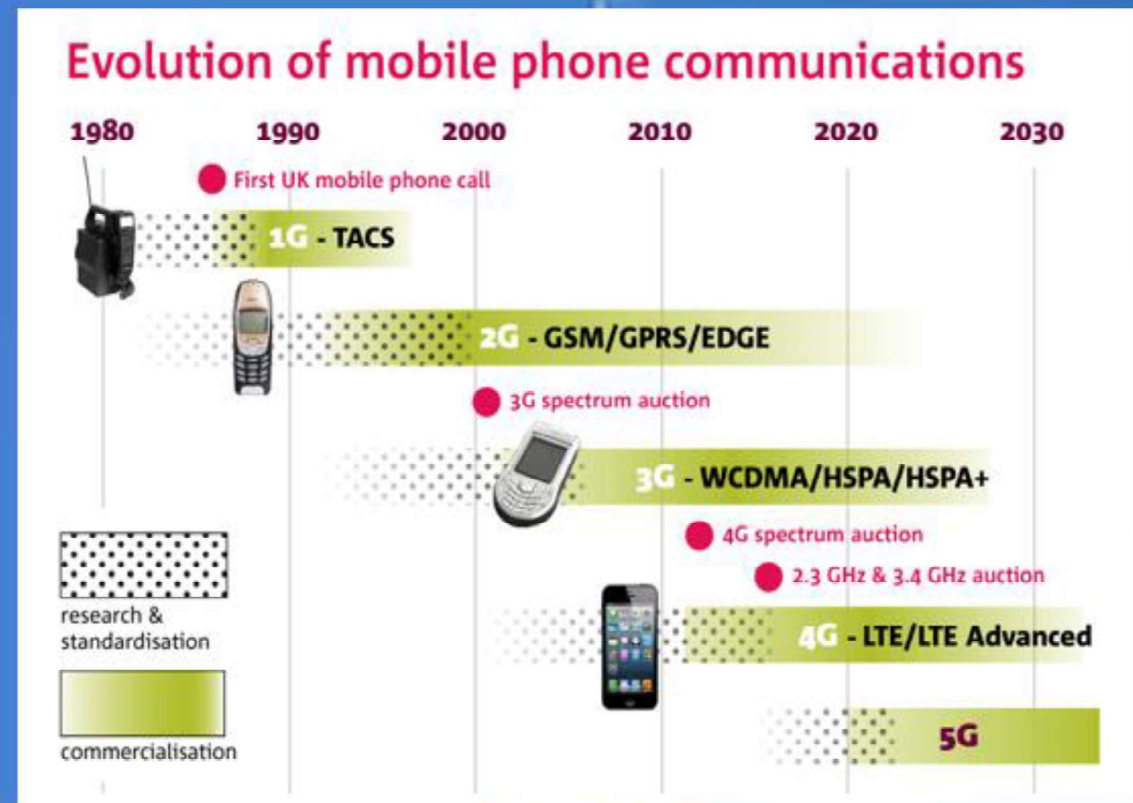 Evolution of mobile phone communications
1980 1990 2000 2010 2020 2030
First UK mobile phone call
1G - TACS
2G - GSM/GPRS/EDGE
3G spectrum auction
3G - WCDMA/HSPA/HSPA+
4G spectrum auction
2.3 GHz & 3.4 GHz auction
4G - LTE/LTE Advanced
5G
research &
standardisation
commercialisation